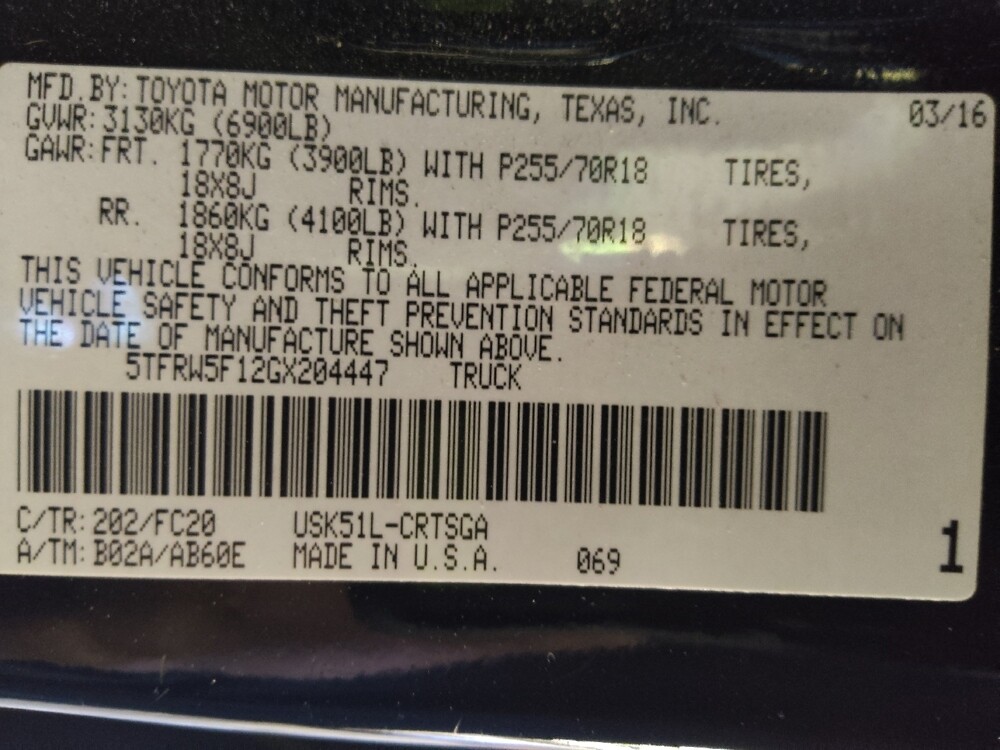 MFD.BY: TOYOTA MOTOR MANUFACTURING, TEXAS, INC. 03/16
GVWR: 3130KG (6900LB)
GAWR: FRT. 1770KG (3900LB) WITH P255/70R18 TIRES,
18X8J RIMS.
RR. 1860KG (4100LB) WITH P255/70R18 TIRES,
18X8J RIMS.
THIS VEHICLE CONFORMS TO ALL APPLICABLE FEDERAL MOTOR
VEHICLE SAFETY AND THEFT PREVENTION STANDARDS IN EFFECT ON
THE DATE OF MANUFACTURE SHOWN ABOVE.
5TFRW5F12GX204447 TRUCK
C/TR: 202/FC20 USK51L-CRTSGA
A/TM: B02A/AB60E MADE IN U.S.A. 069 1